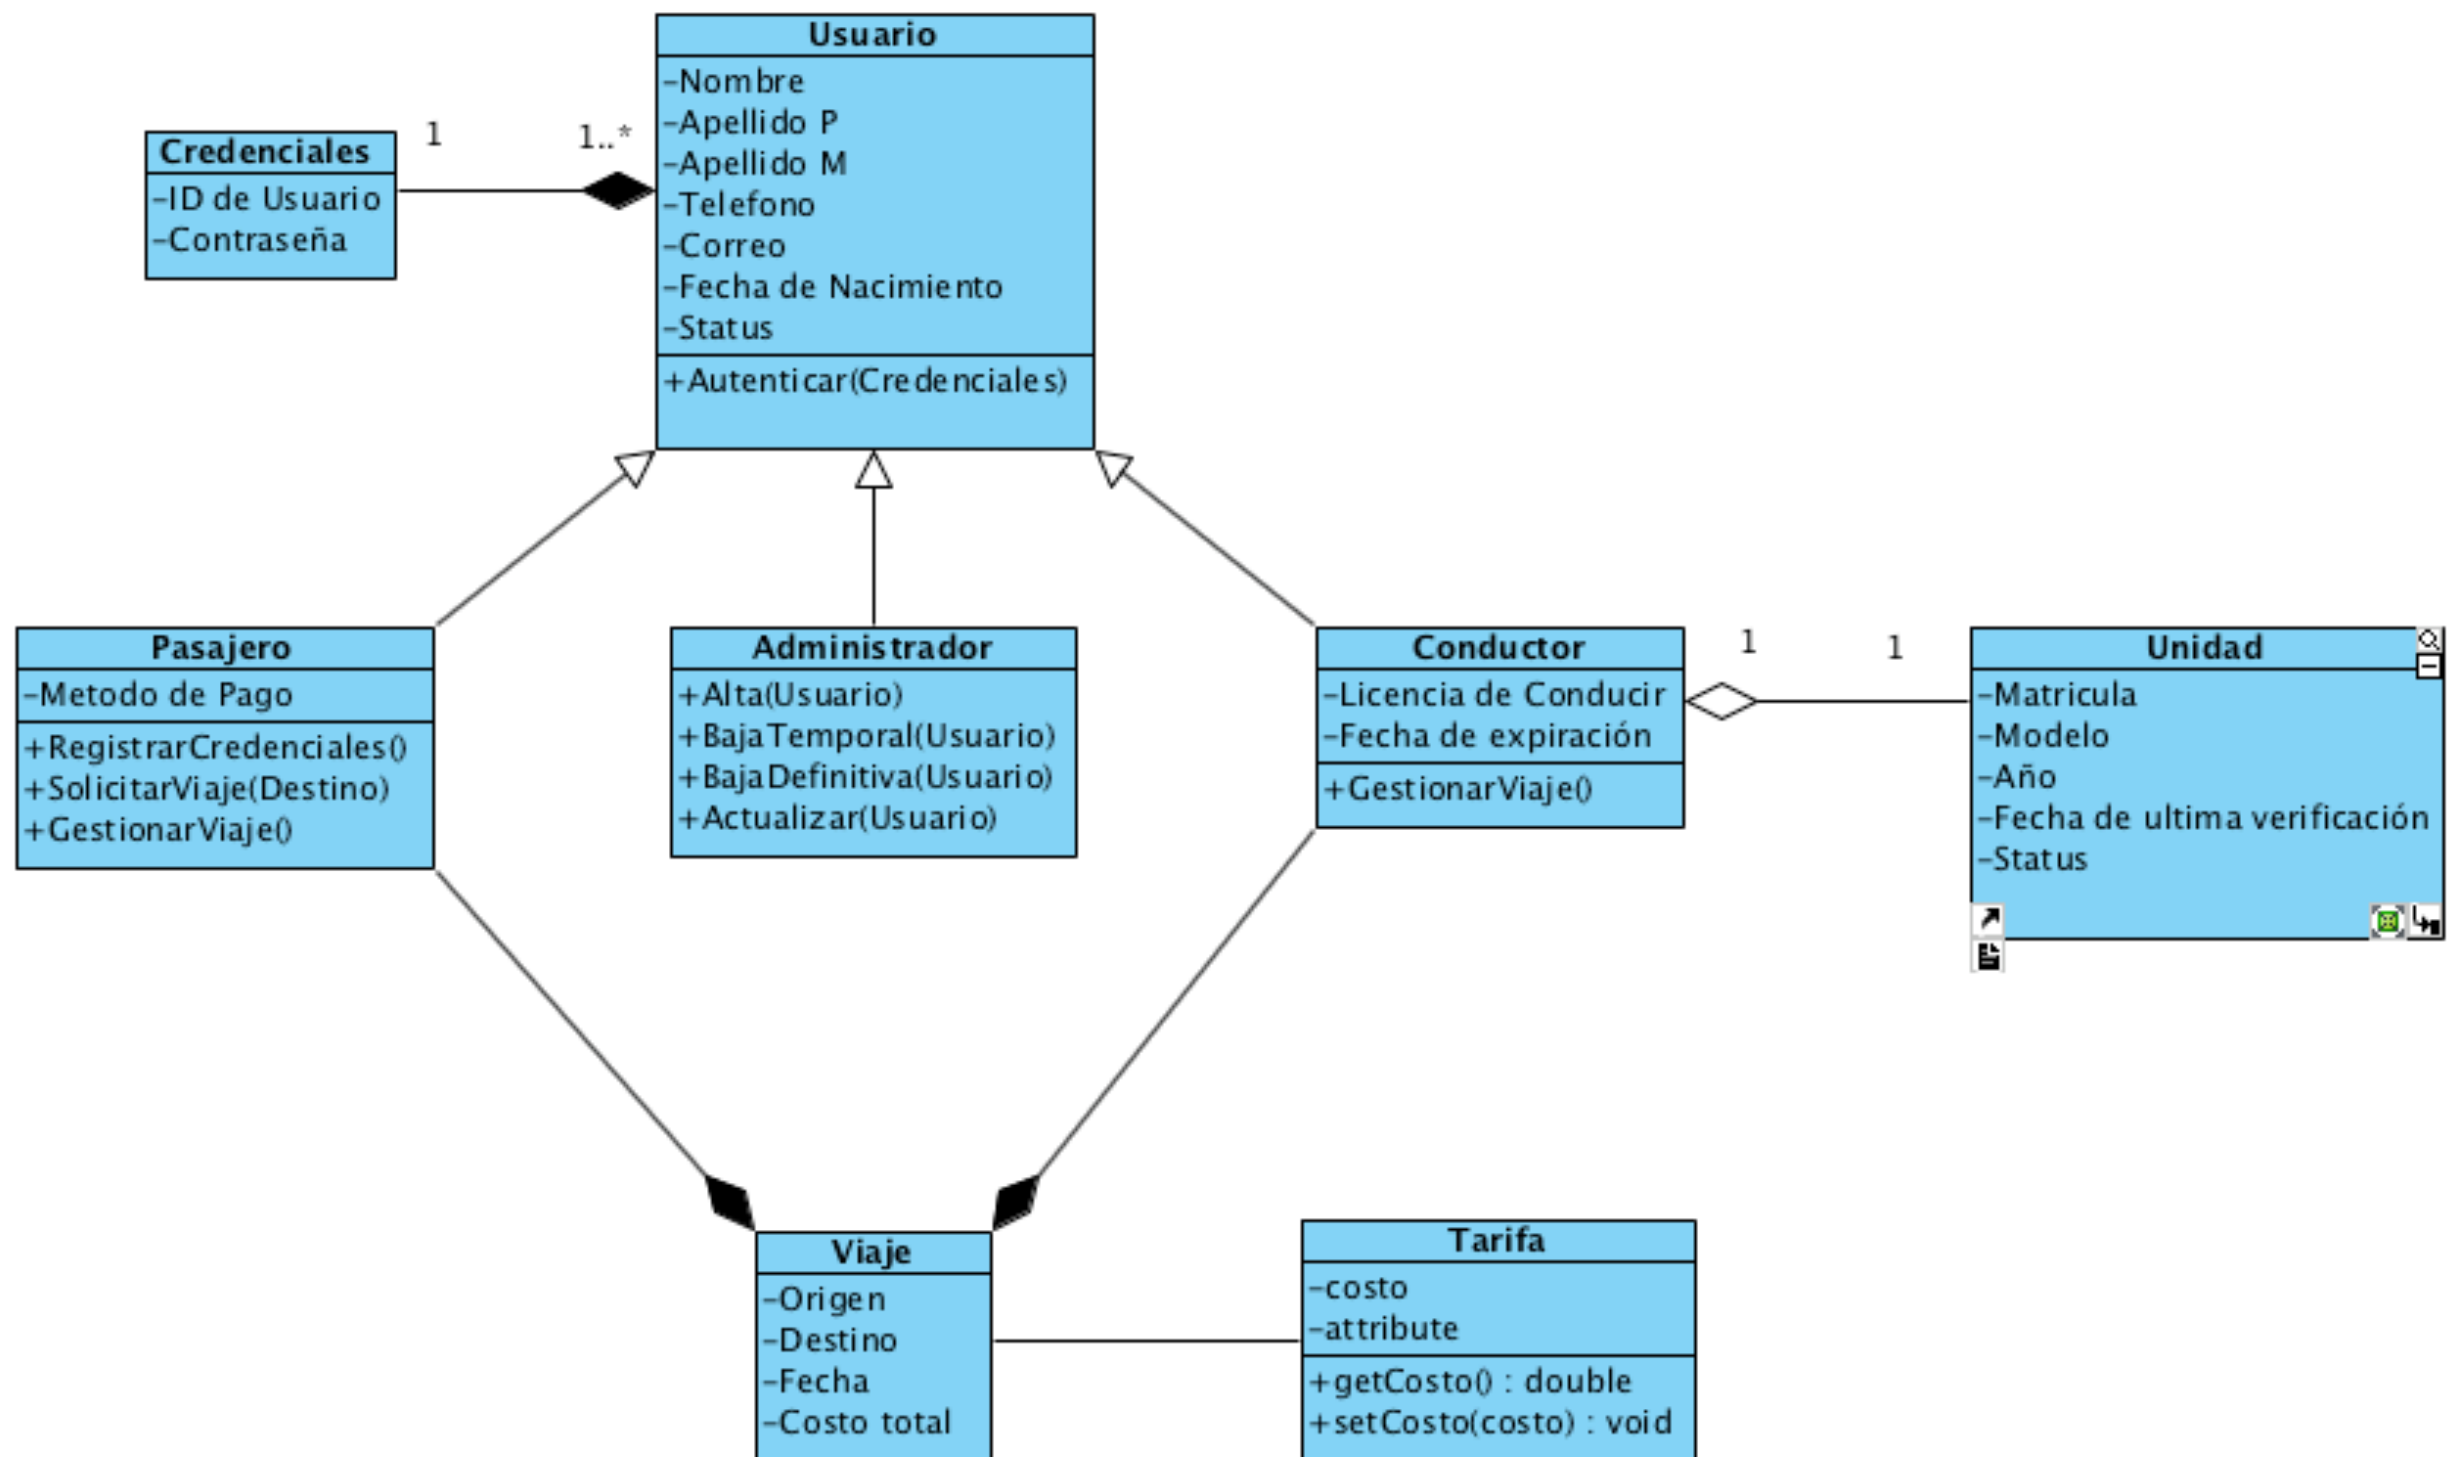 Usuario
-Nombre
-Apellido P
-Apellido M
-Telefono
-Correo
-Fecha de Nacimiento
-Status
+Autenticar(Credenciales)
1
1..*
Credenciales
-ID de Usuario
-Contraseña
Pasajero
-Metodo de Pago
+RegistrarCredenciales()
+SolicitarViaje(Destino)
+GestionarViaje()
Administrador
+Alta(Usuario)
+BajaTemporal(Usuario)
+BajaDefinitiva(Usuario)
+Actualizar(Usuario)
Conductor
-Licencia de Conducir
-Fecha de expiración
+GestionarViaje()
1
1
Unidad
-Matricula
-Modelo
-Año
-Fecha de ultima verificación
-Status
Viaje
-Origen
-Destino
-Fecha
-Costo total
Tarifa
-costo
-attribute
+getCosto() : double
+setCosto(costo) : void